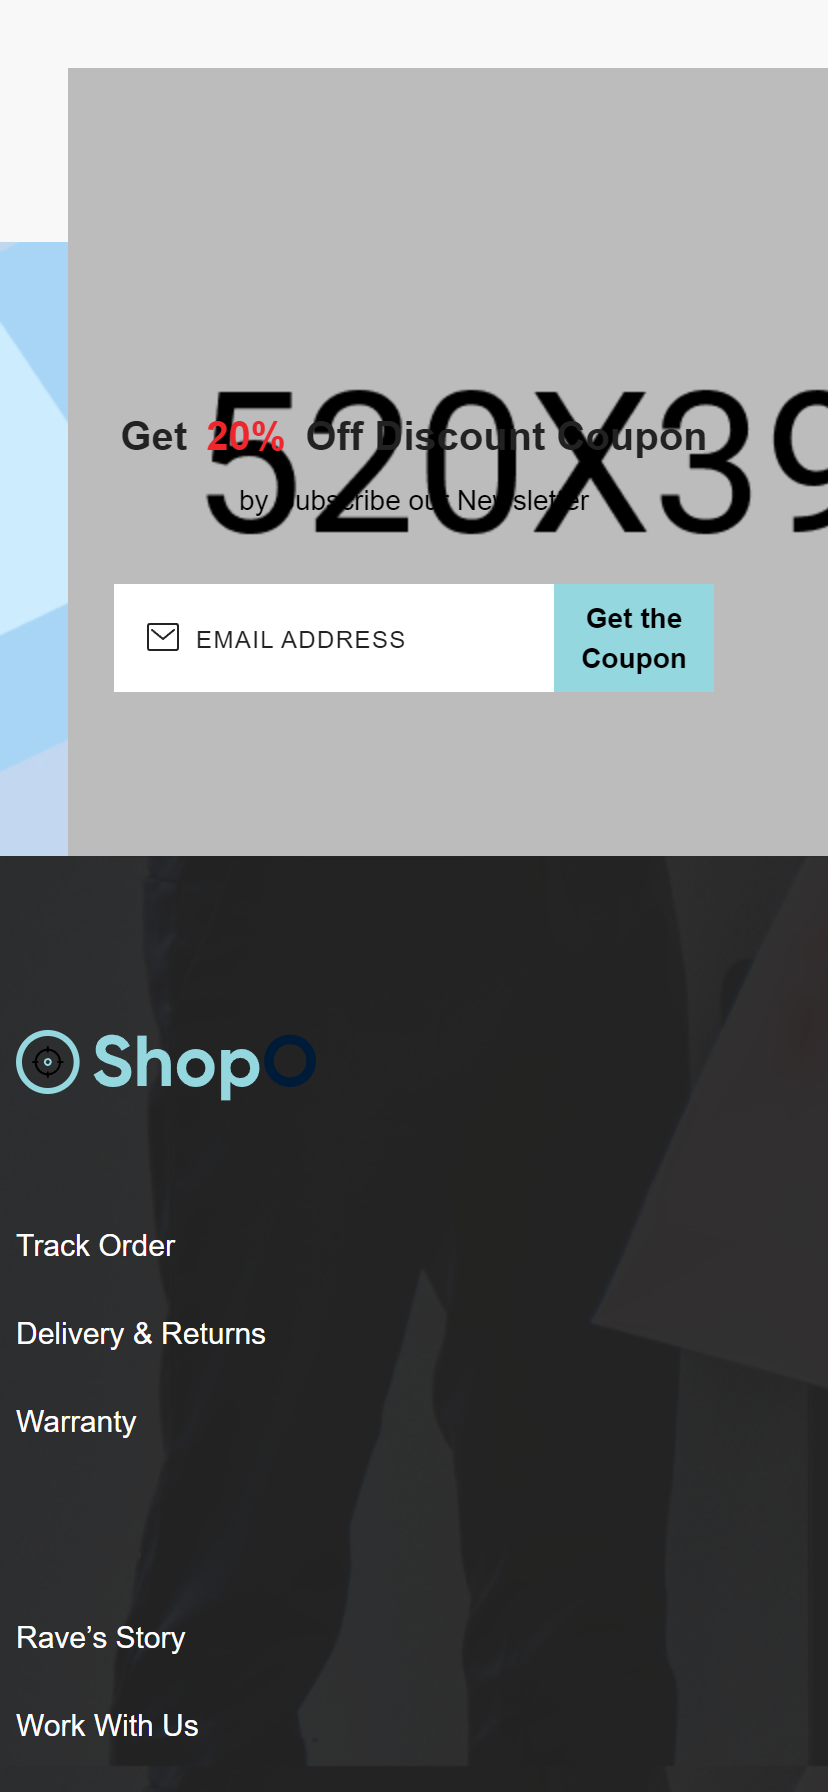 520X39
Get 20% Off Discount Coupon
by Subscribe our Newsletter
EMAIL ADDRESS
Get the
Coupon
ShopO
Track Order
Delivery & Returns
Warranty
Rave’s Story
Work With Us